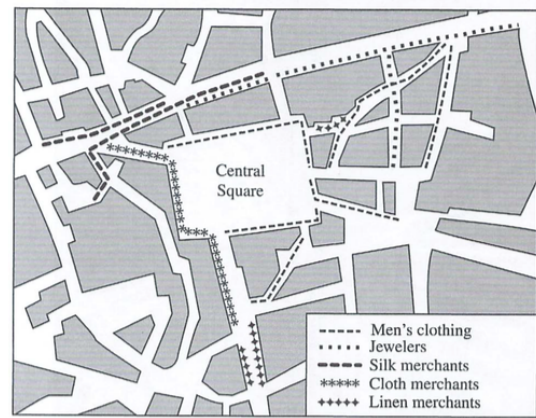 Central
Square
Men's clothing
Jewelers
Silk merchants
Cloth merchants
Linen merchants